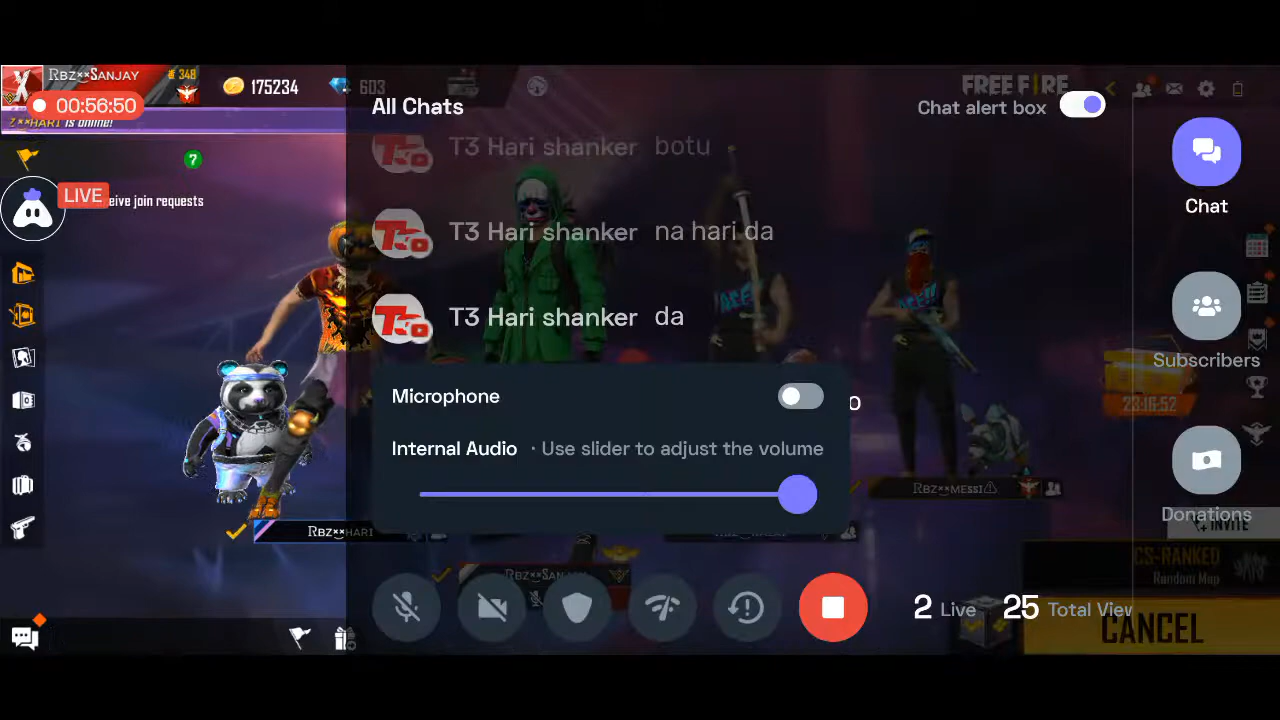 RBZ××SANJAY
348
175234
603
FREE FIRE
00:56:50
All Chats
Chat alert box
Z××HARI is online!
T3 Hari shanker botu
7
LIVE
eive join requests
Chat
T3 Hari shanker na hari da
T3 Hari shanker da
Subscribers
Microphone
23:16:52
Internal Audio · Use slider to adjust the volume
RBZ××MESSI
Donations
INVITE
RBZ××HARI
CS-RANKED
Random Map
2 Live 25 Total View
CANCEL